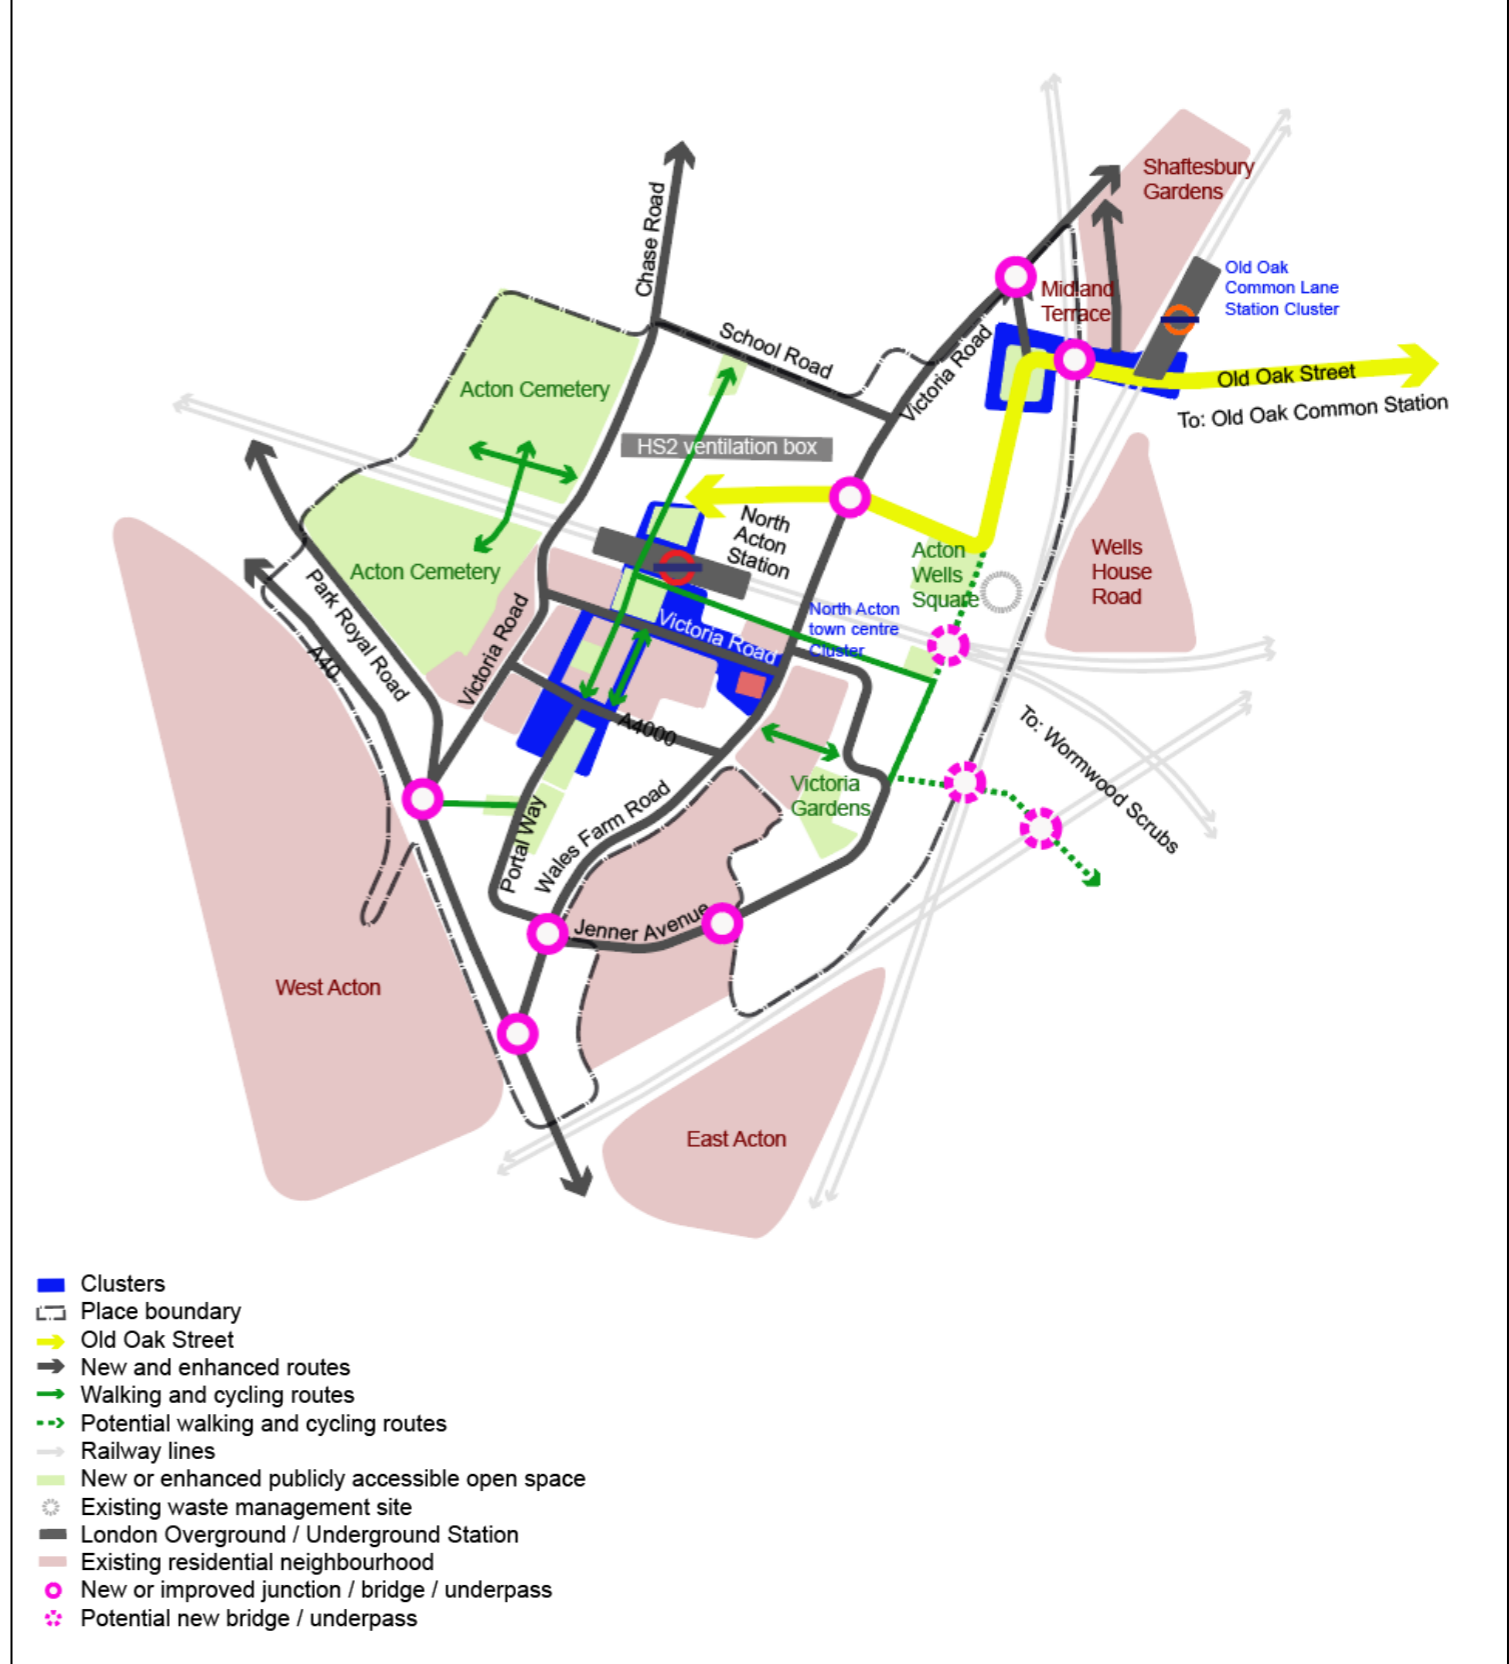 Shaftesbury
Gardens
Chase Road
Old Oak
Common Lane
Station Cluster
Midland
Terrace
School Road
Victoria Road
Old Oak Street
To: Old Oak Common Station
Acton Cemetery
HS2 ventilation box
North
Acton
Station
Acton
Wells
Square
Wells
House
Road
Acton Cemetery
Park Royal Road
A40
Victoria Road
Victoria Road
North Acton
town centre
Cluster
A4000
To: Wormwood Scrubs
Victoria
Gardens
Portal Way
Wales Farm Road
Jenner Avenue
West Acton
East Acton
Clusters
Place boundary
Old Oak Street
New and enhanced routes
Walking and cycling routes
Potential walking and cycling routes
Railway lines
New or enhanced publicly accessible open space
Existing waste management site
London Overground / Underground Station
Existing residential neighbourhood
New or improved junction / bridge / underpass
Potential new bridge / underpass